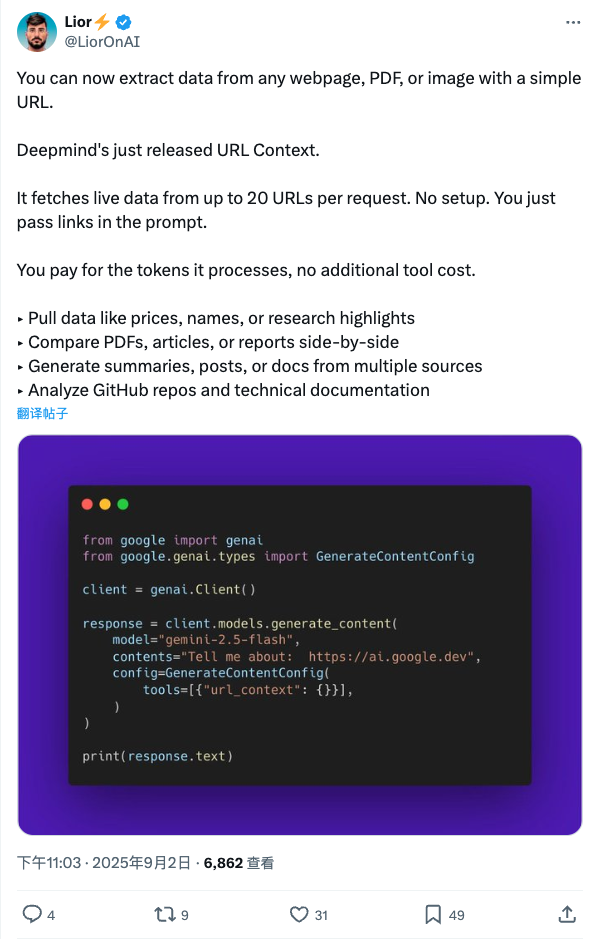 Lior⚡
@LiorOnAI
You can now extract data from any webpage, PDF, or image with a simple
URL.
Deepmind's just released URL Context.
It fetches live data from up to 20 URLs per request. No setup. You just
pass links in the prompt.
You pay for the tokens it processes, no additional tool cost.
▸ Pull data like prices, names, or research highlights
▸ Compare PDFs, articles, or reports side-by-side
▸ Generate summaries, posts, or docs from multiple sources
▸ Analyze GitHub repos and technical documentation
翻译帖子
from google import genai
from google.genai.types import GenerateContentConfig
client = genai.Client()
response = client.models.generate_content(
    model="gemini-2.5-flash",
    contents="Tell me about:  https://ai.google.dev",
    config=GenerateContentConfig(
        tools=[{"url_context": {}}],
    )
)
print(response.text)
下午11:03 · 2025年9月2日 · 6,862 查看
4 9 31 49